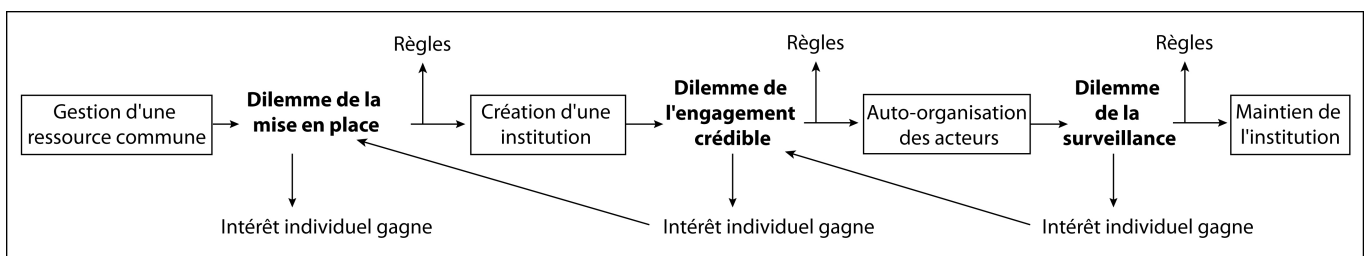 Règles
Règles
Règles
Gestion d'une
ressource commune
Dilemme de la
mise en place
Création d'une
institution
Dilemme de
l'engagement
crédible
Auto-organisation
des acteurs
Dilemme
de la
surveillance
Maintien de
l'institution
Intérêt individuel gagne
Intérêt individuel gagne
Intérêt individuel gagne